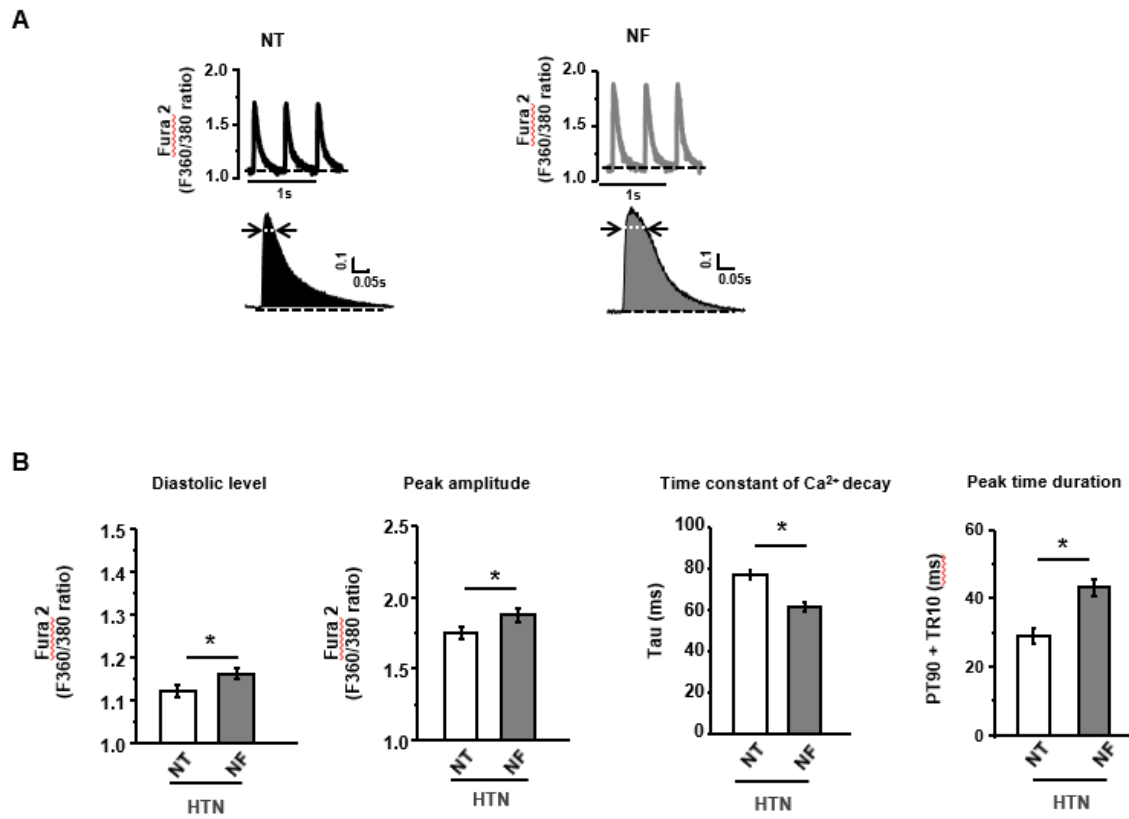 A
NT
NF
Fura 2
(F360/380 ratio)
2.0
1.5
1.0
1s
0.1
0.05s
Fura 2
(F360/380 ratio)
2.0
1.5
1.0
1s
0.1
0.05s
B
Diastolic level
Fura 2
(F360/380 ratio)
1.5
1.4
1.3
1.2
1.1
1.0
*
NT
NF
HTN
Peak amplitude
Fura 2
(F360/380 ratio)
2.5
2.0
1.5
1.0
*
NT
NF
HTN
Time constant of Ca²⁺ decay
Tau (ms)
100
80
60
40
20
0
*
NT
NF
HTN
Peak time duration
PT90 + TR10 (ms)
60
40
20
0
*
NT
NF
HTN